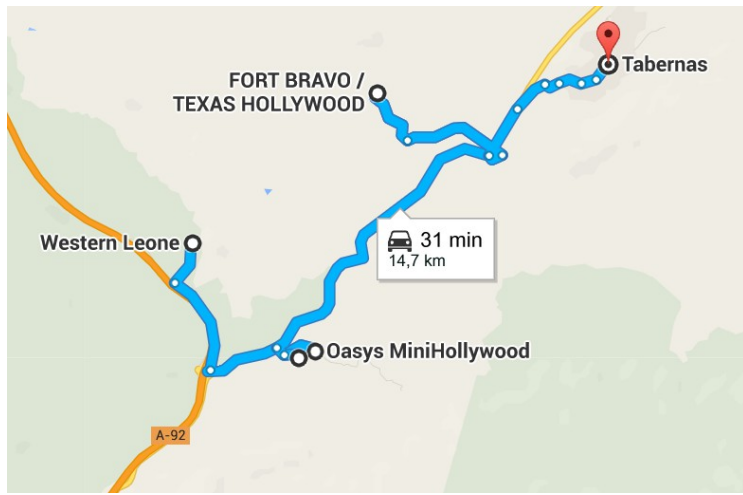 Tabernas
FORT BRAVO /
TEXAS HOLLYWOOD
Western Leone
31 min
14,7 km
Oasys MiniHollywood
A-92